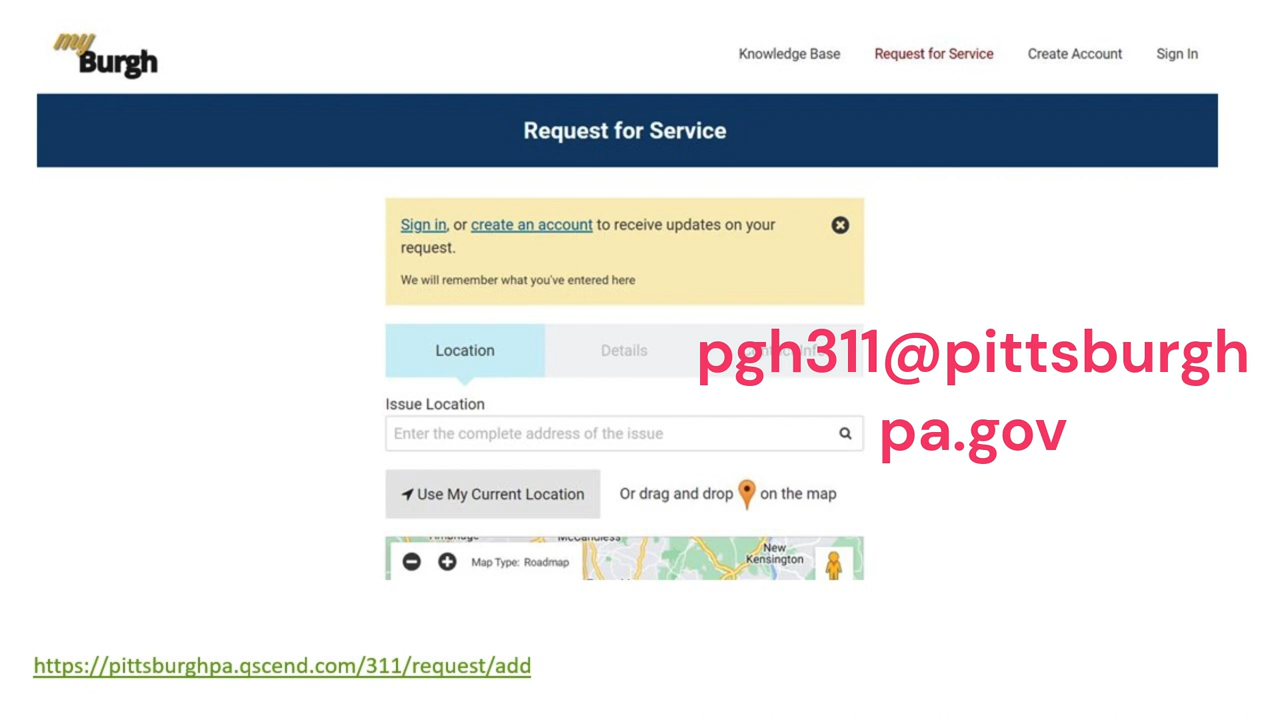 my
Burgh
Knowledge Base Request for Service Create Account Sign In
Request for Service
Sign in, or create an account to receive updates on your
request.
We will remember what you've entered here
Location Details
pgh311@pittsburgh
pa.gov
Issue Location
Enter the complete address of the issue
Use My Current Location Or drag and drop on the map
New
Kensington
Map Type: Roadmap
https://pittsburghpa.qscend.com/311/request/add